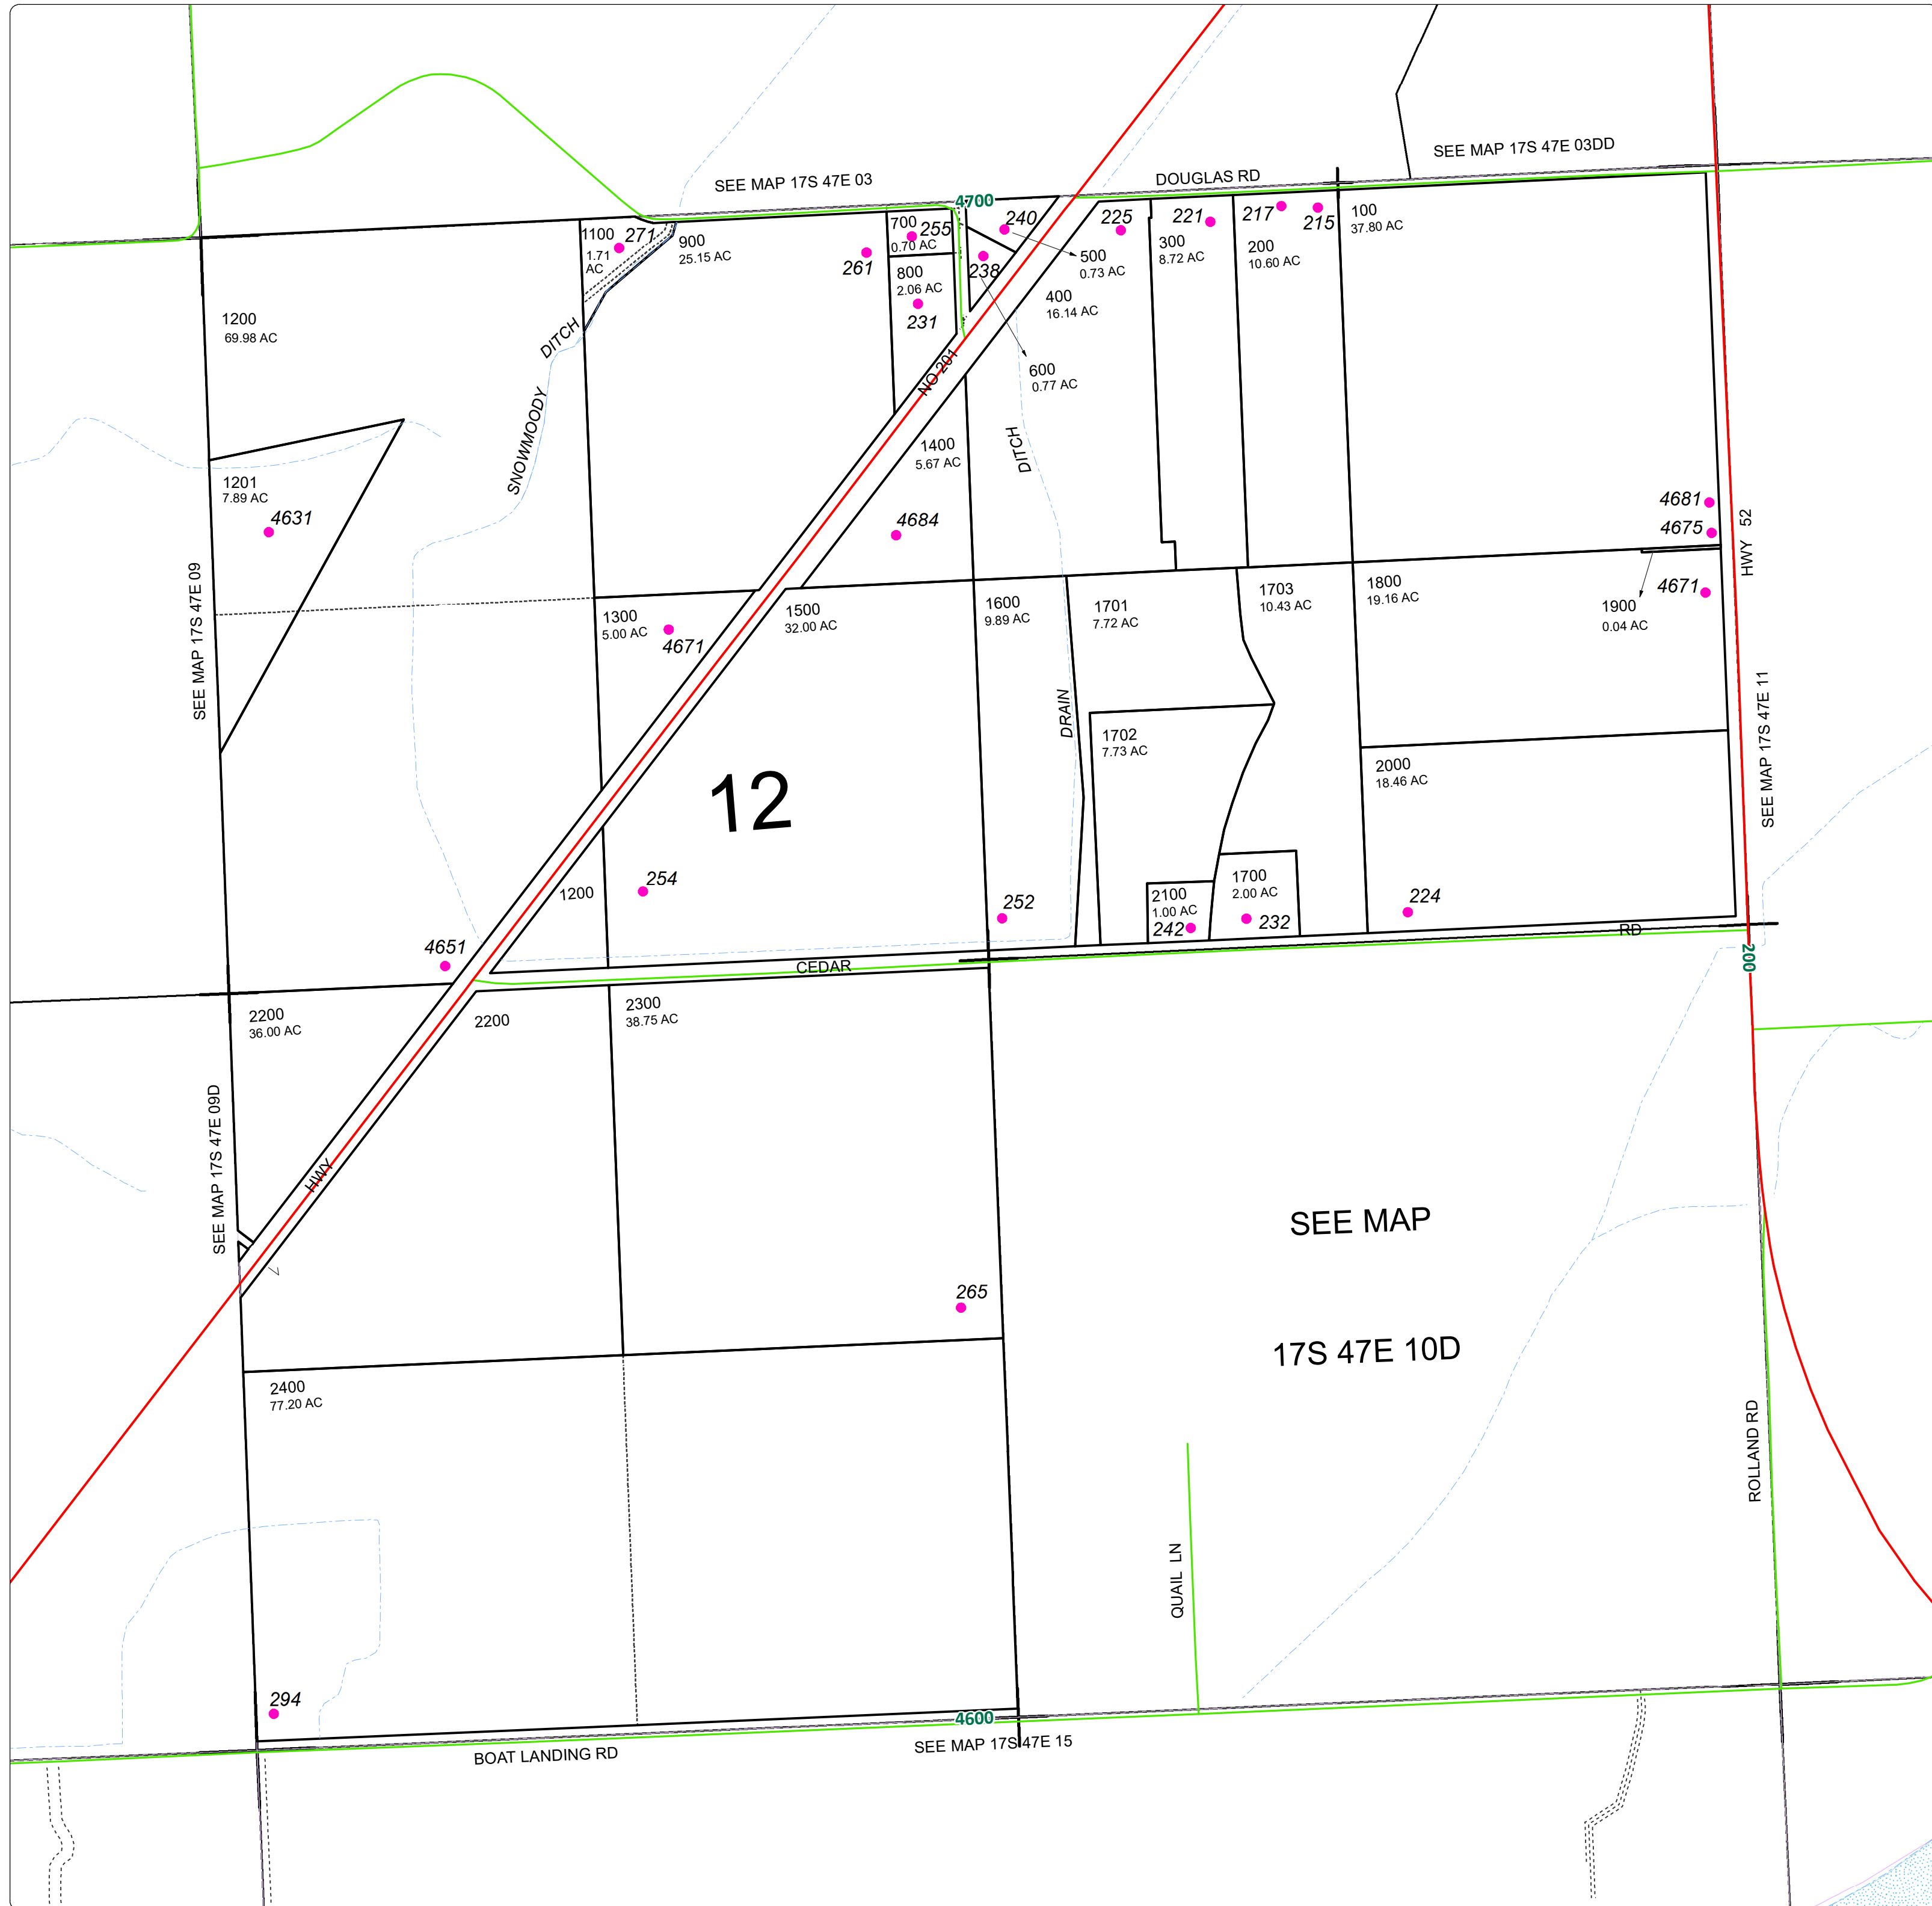 SEE MAP 17S 47E 03DD
DOUGLAS RD
SEE MAP 17S 47E 03
4700
240
225
221
217
215
100
37.80 AC
1100
271
1.71
AC
900
25.15 AC
261
700
255
0.70 AC
800
2.06 AC
231
238
500
0.73 AC
300
8.72 AC
200
10.60 AC
400
16.14 AC
600
0.77 AC
1200
69.98 AC
DITCH
SNOWMOODY
NO 201
1400
5.67 AC
DITCH
4684
1201
7.89 AC
4631
4681
4675
HWY 52
4671
1900
0.04 AC
SEE MAP 17S 47E 09
1300
5.00 AC
4671
1500
32.00 AC
1600
9.89 AC
1701
7.72 AC
1703
10.43 AC
1800
19.16 AC
DRAIN
1702
7.73 AC
SEE MAP 17S 47E 11
2000
18.46 AC
12
1200
254
252
2100
1.00 AC
242
1700
2.00 AC
232
224
4651
CEDAR
RD
200
2200
36.00 AC
2200
2300
38.75 AC
SEE MAP 17S 47E 09D
HWY
SEE MAP
17S 47E 10D
265
2400
77.20 AC
ROLLAND RD
QUAIL LN
294
4600
BOAT LANDING RD
SEE MAP 17S 47E 15